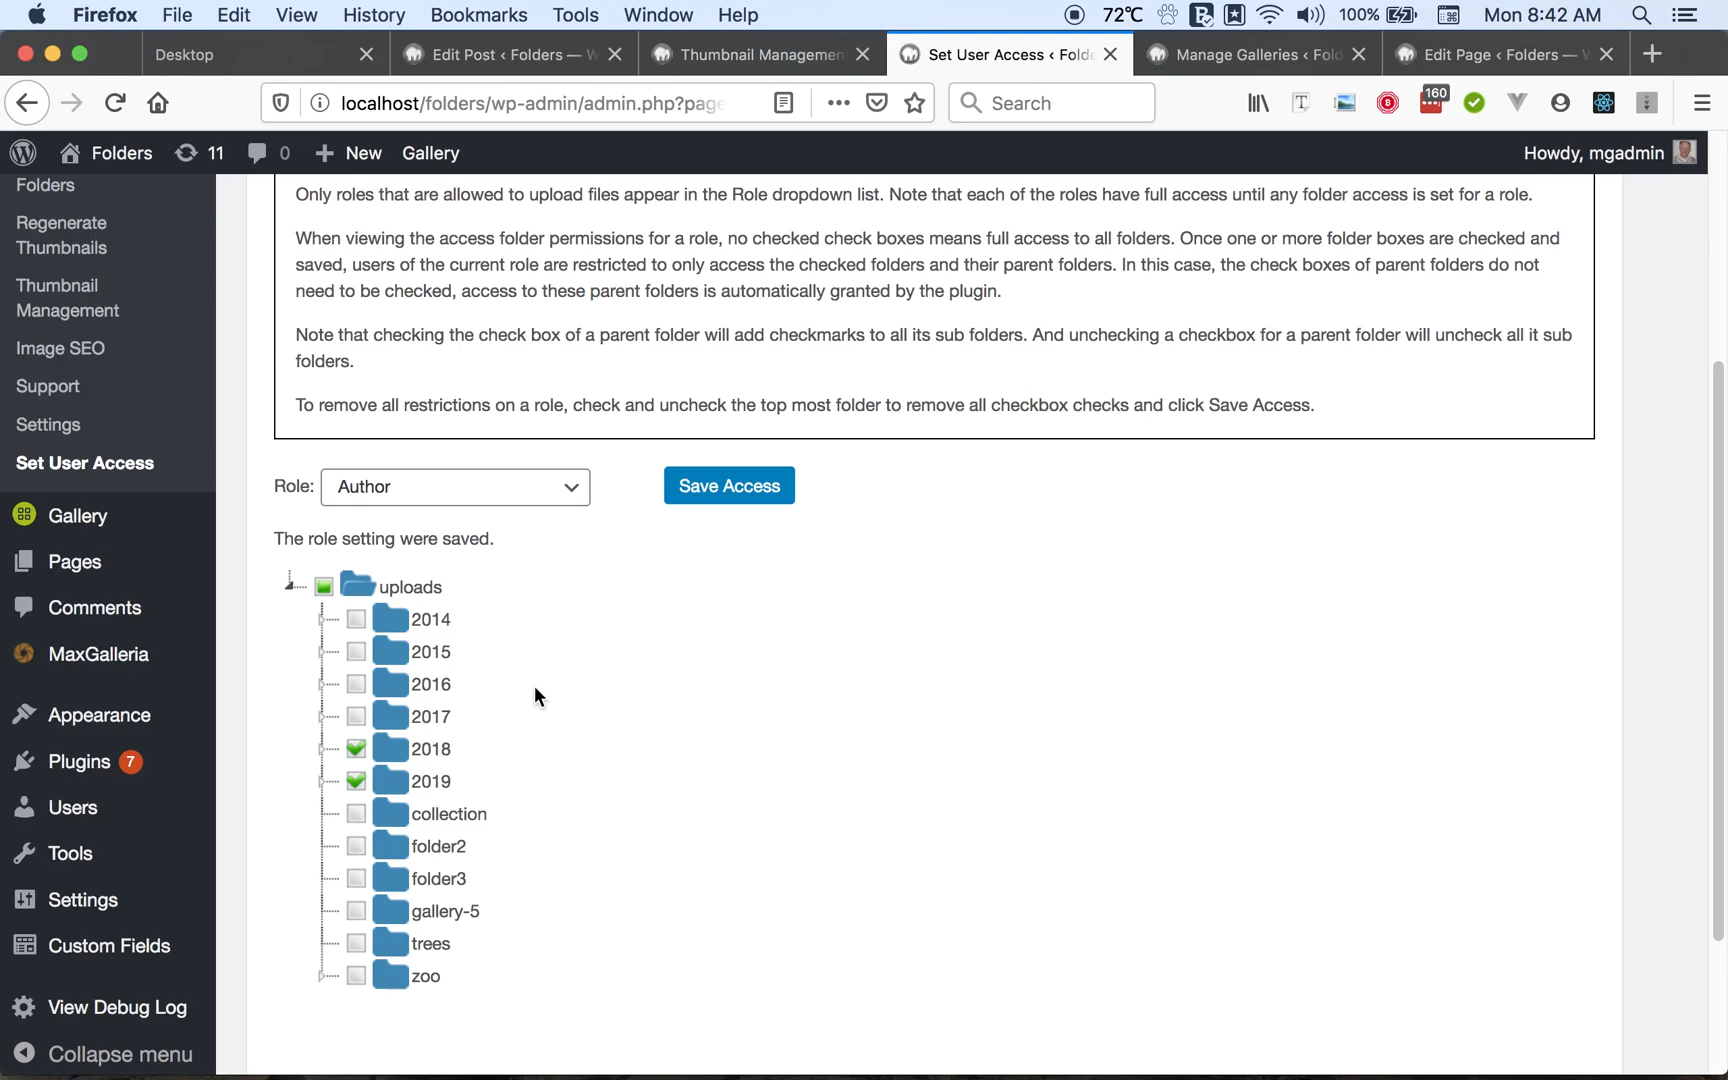 Firefox File Edit View History Bookmarks Tools Window Help 72℃ 100% Mon 8:42 AM
Desktop Edit Post ‹ Folders — W Thumbnail Management Set User Access ‹ Folde Manage Galleries ‹ Fold Edit Page ‹ Folders — W
localhost/folders/wp-admin/admin.php?page Search 160
Folders 11 0 New Gallery Howdy, mgadmin
Folders
Regenerate
Thumbnails
Thumbnail
Management
Image SEO
Support
Settings
Set User Access
Gallery
Pages
Comments
MaxGalleria
Appearance
Plugins 7
Users
Tools
Settings
Custom Fields
View Debug Log
Collapse menu
Only roles that are allowed to upload files appear in the Role dropdown list. Note that each of the roles have full access until any folder access is set for a role.
When viewing the access folder permissions for a role, no checked check boxes means full access to all folders. Once one or more folder boxes are checked and
saved, users of the current role are restricted to only access the checked folders and their parent folders. In this case, the check boxes of parent folders do not
need to be checked, access to these parent folders is automatically granted by the plugin.
Note that checking the check box of a parent folder will add checkmarks to all its sub folders. And unchecking a checkbox for a parent folder will uncheck all it sub
folders.
To remove all restrictions on a role, check and uncheck the top most folder to remove all checkbox checks and click Save Access.
Role: Author Save Access
The role setting were saved.
uploads
2014
2015
2016
2017
2018
2019
collection
folder2
folder3
gallery-5
trees
zoo